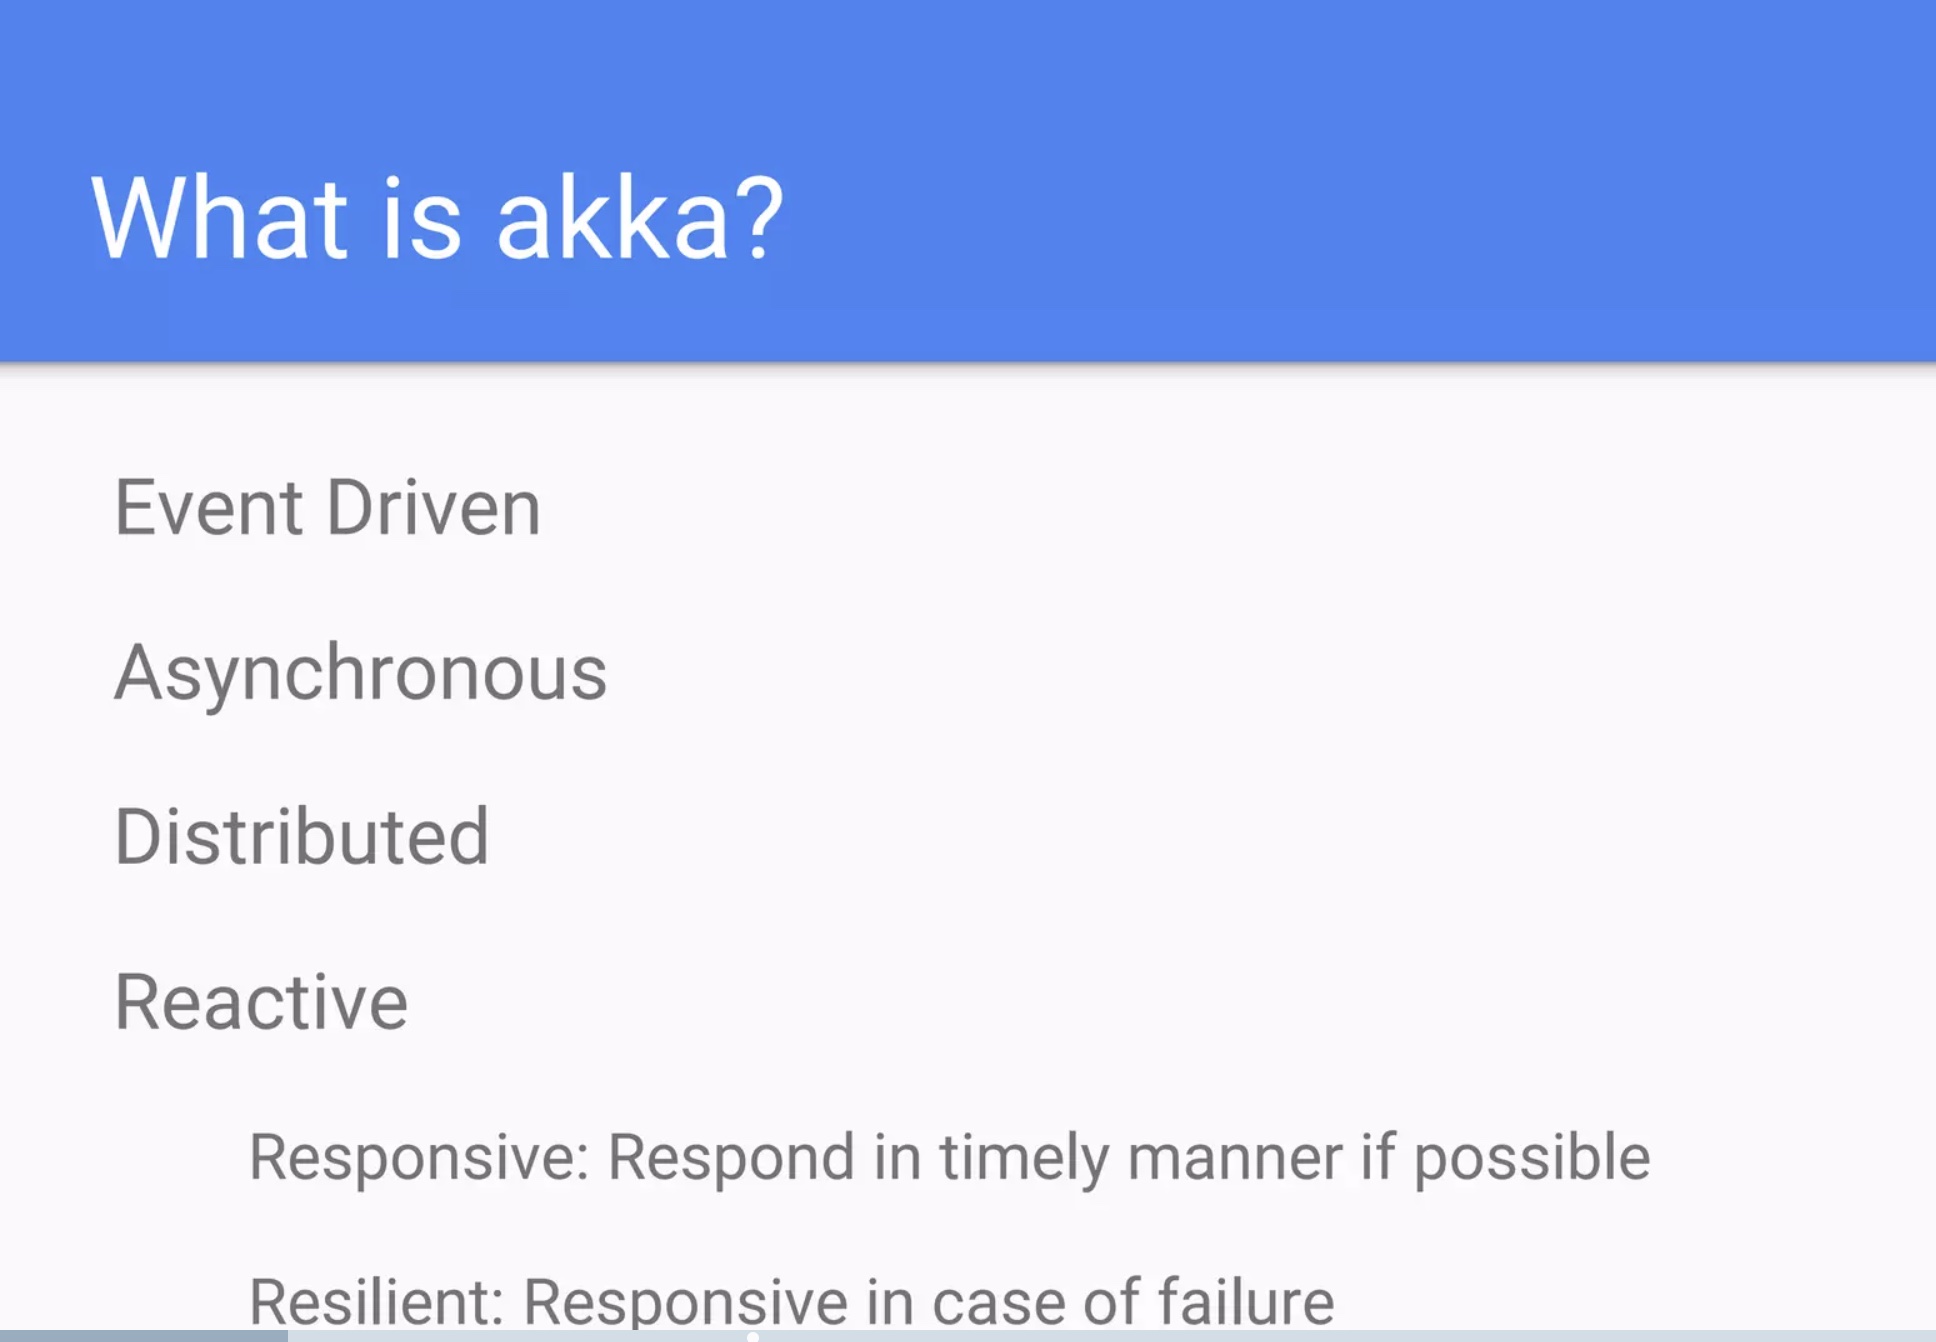 What is akka?
Event Driven
Asynchronous
Distributed
Reactive
Responsive: Respond in timely manner if possible
Resilient: Responsive in case of failure